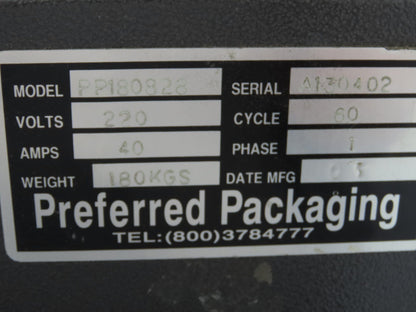 MODEL PP180828 SERIAL
VOLTS 220 CYCLE 60
AMPS 40 PHASE 1
WEIGHT 180KGS DATE MFG
Preferred Packaging
TEL:(800)3784777